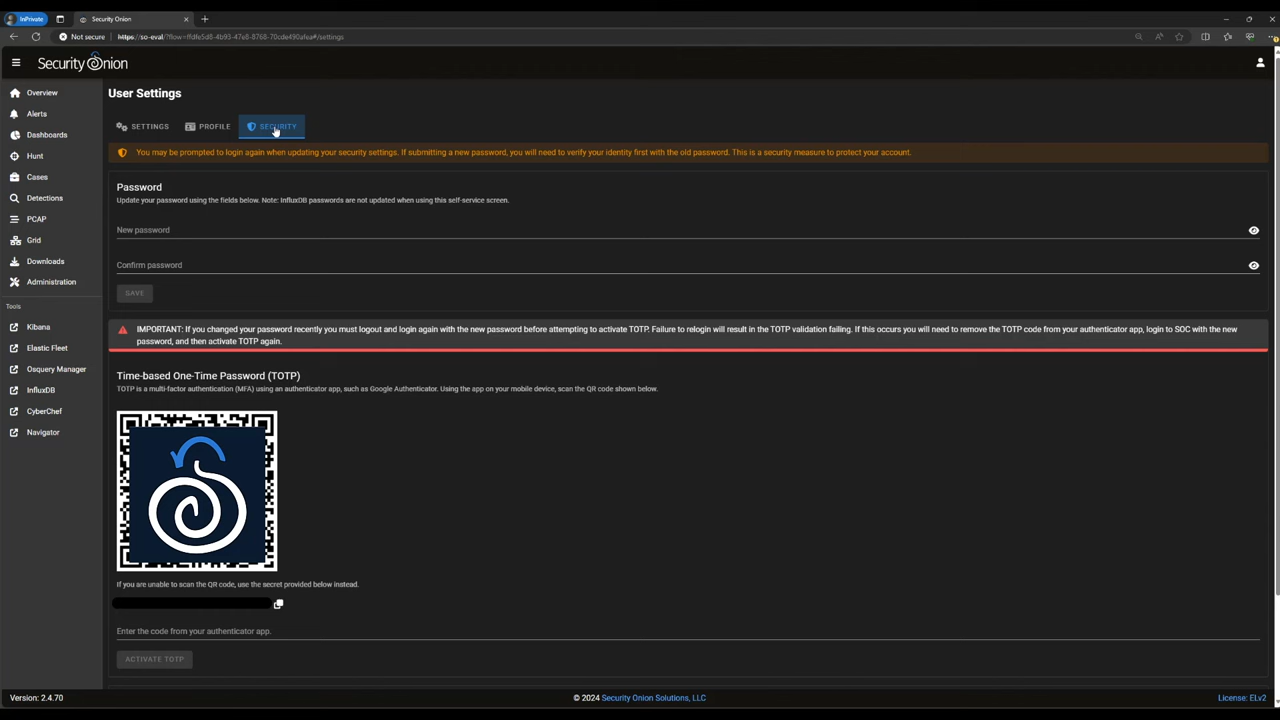 InPrivate
Security Onion
Not secure
https://so-eval/?flow=ffdfe5d8-4b93-47e8-8768-70cde490afea#/settings
Security Onion
Overview
Alerts
Dashboards
Hunt
Cases
Detections
PCAP
Grid
Downloads
Administration
Tools
Kibana
Elastic Fleet
Osquery Manager
InfluxDB
CyberChef
Navigator
User Settings
SETTINGS
PROFILE
SECURITY
You may be prompted to login again when updating your security settings. If submitting a new password, you will need to verify your identity first with the old password. This is a security measure to protect your account.
Password
Update your password using the fields below. Note: InfluxDB passwords are not updated when using this self-service screen.
New password
Confirm password
SAVE
IMPORTANT: If you changed your password recently you must logout and login again with the new password before attempting to activate TOTP. Failure to relogin will result in the TOTP validation failing. If this occurs you will need to remove the TOTP code from your authenticator app, login to SOC with the new
password, and then activate TOTP again.
Time-based One-Time Password (TOTP)
TOTP is a multi-factor authentication (MFA) using an authenticator app, such as Google Authenticator. Using the app on your mobile device, scan the QR code shown below.
If you are unable to scan the QR code, use the secret provided below instead.
Enter the code from your authenticator app.
ACTIVATE TOTP
Version: 2.4.70
© 2024 Security Onion Solutions, LLC
License: ELv2